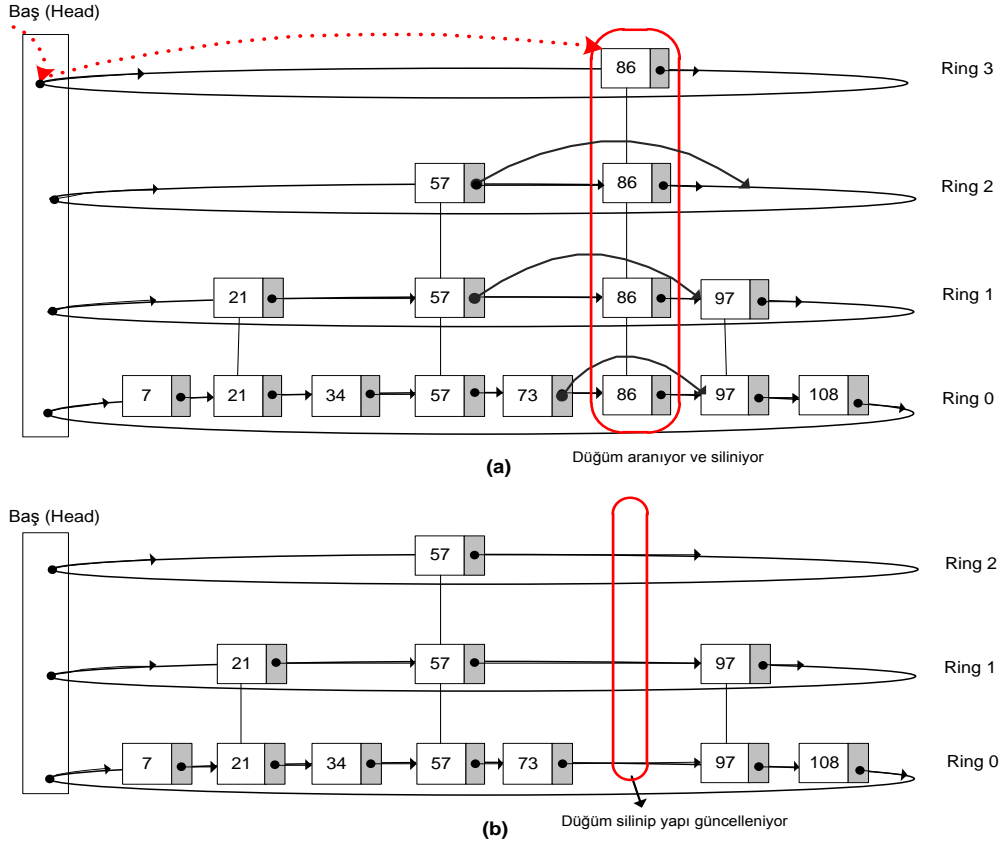 Baş (Head)
86 Ring 3
57 86 Ring 2
21 57 86 97 Ring 1
7 21 34 57 73 86 97 108 Ring 0
(a) Düğüm aranıyor ve siliniyor
Baş (Head)
57 Ring 2
21 57 97 Ring 1
7 21 34 57 73 97 108 Ring 0
(b) Düğüm silinip yapı güncelleniyor